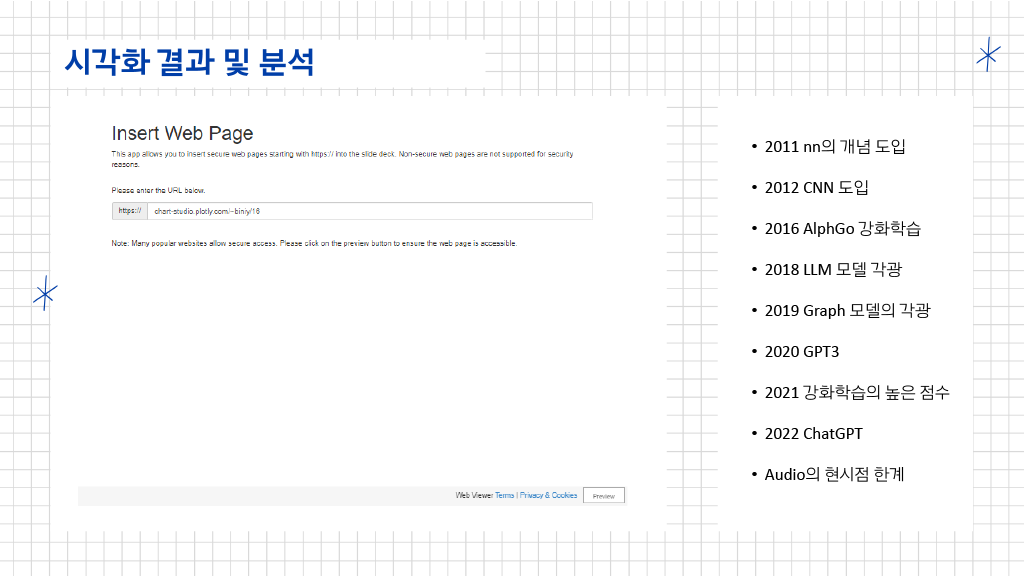 시각화 결과 및 분석
Insert Web Page
This app allows you to insert secure web pages starting with https:// into the slide deck. Non-secure web pages are not supported for security
reasons.
Please enter the URL below.
https:// chart-studio.plotly.com/~biniy/16
Note: Many popular websites allow secure access. Please click on the preview button to ensure the web page is accessible.
Web Viewer Terms | Privacy & Cookies Preview
• 2011 nn의 개념 도입
• 2012 CNN 도입
• 2016 AlphGo 강화학습
• 2018 LLM 모델 각광
• 2019 Graph 모델의 각광
• 2020 GPT3
• 2021 강화학습의 높은 점수
• 2022 ChatGPT
• Audio의 현시점 한계